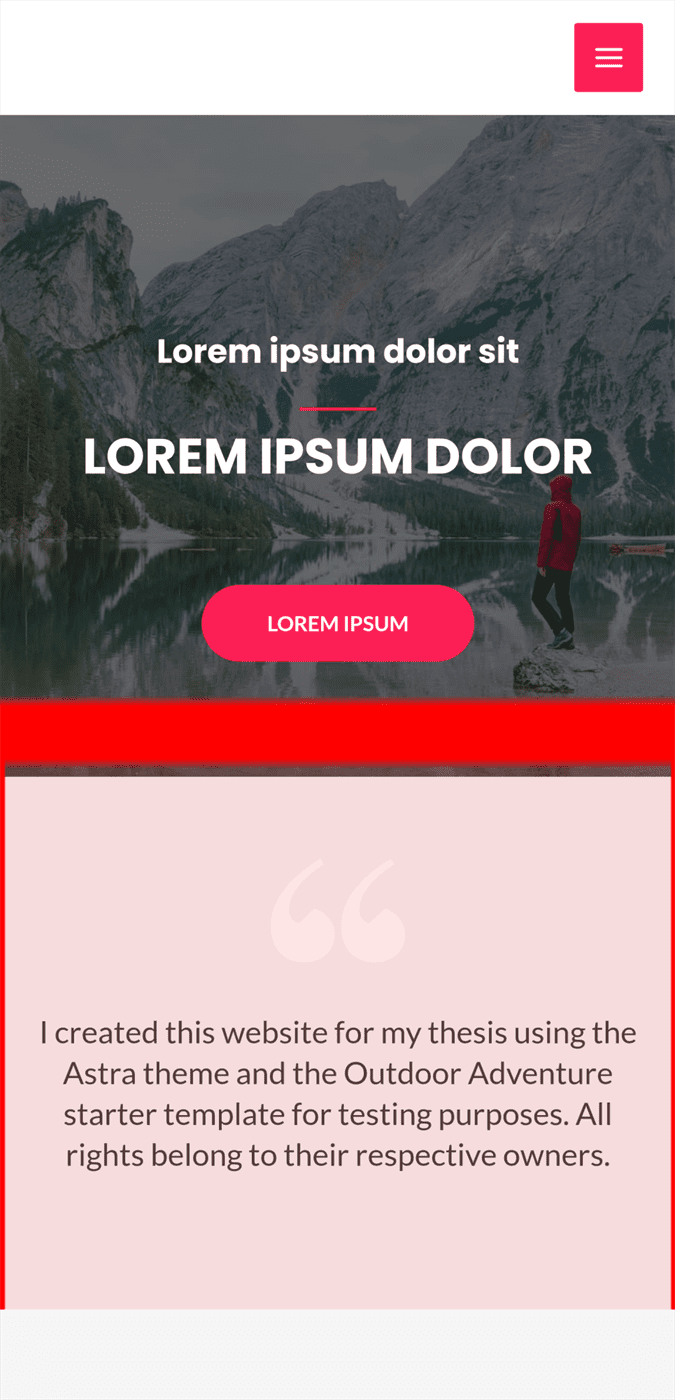 Lorem ipsum dolor sit
LOREM IPSUM DOLOR
LOREM IPSUM
I created this website for my thesis using the
Astra theme and the Outdoor Adventure
starter template for testing purposes. All
rights belong to their respective owners.